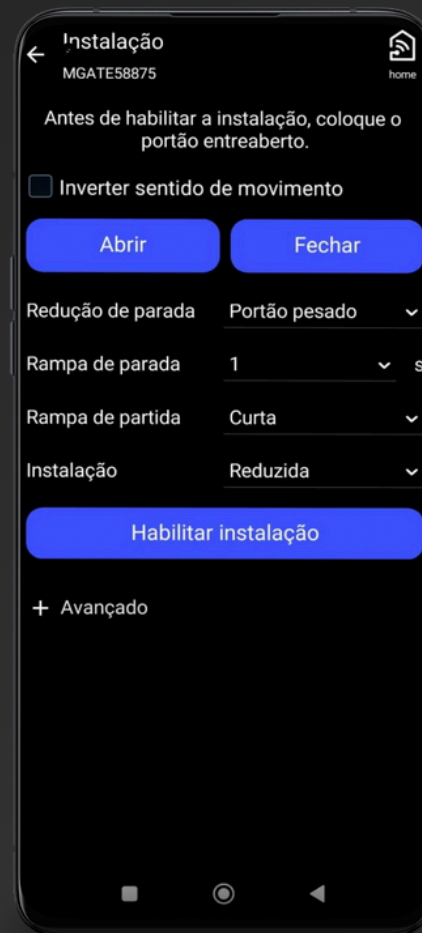 Instalação
MGATE58875
home
Antes de habilitar a instalação, coloque o
portão entreaberto.
Inverter sentido de movimento
Abrir
Fechar
Redução de parada Portão pesado
Rampa de parada 1 s
Rampa de partida Curta
Instalação Reduzida
Habilitar instalação
+ Avançado